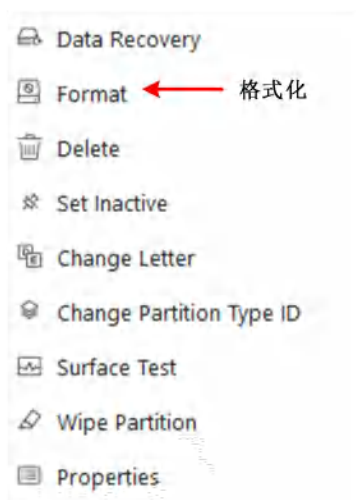 Data Recovery
Format 格式化
Delete
Set Inactive
Change Letter
Change Partition Type ID
Surface Test
Wipe Partition
Properties